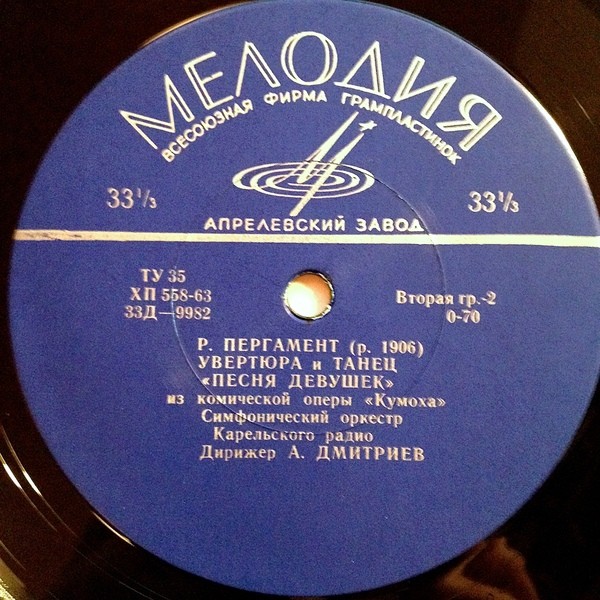 МЕЛОДИЯ
ВСЕСОЮЗНАЯ ФИРМА ГРАМПЛАСТИНОК
33⅓ 33⅓
АПРЕЛЕВСКИЙ ЗАВОД
ТУ 35
ХП 558-63 Вторая гр.-2
33Д—9982 0-70
Р. ПЕРГАМЕНТ (р. 1906)
УВЕРТЮРА и ТАНЕЦ
«ПЕСНЯ ДЕВУШЕК»
из комической оперы «Кумоха»
Симфонический оркестр
Карельского радио
Дирижер А. ДМИТРИЕВ